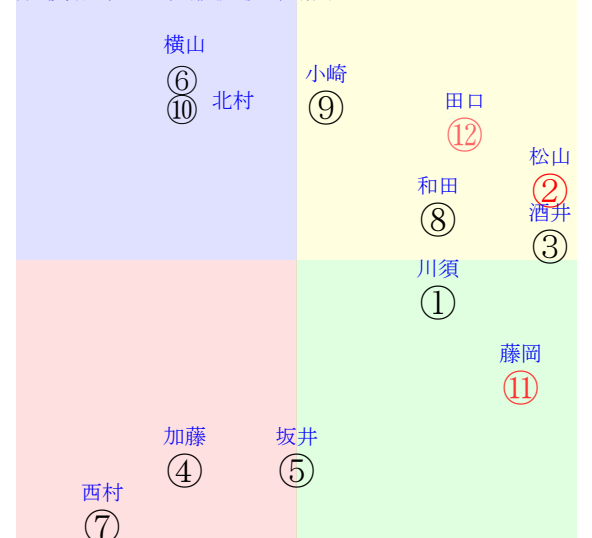 横山
⑥
小崎
⑩ 北村
⑨
田口
⑫
松山
和田
②
酒井
⑧
③
川須
①
藤岡
⑪
加藤
坂井
④
⑤
西村
⑦